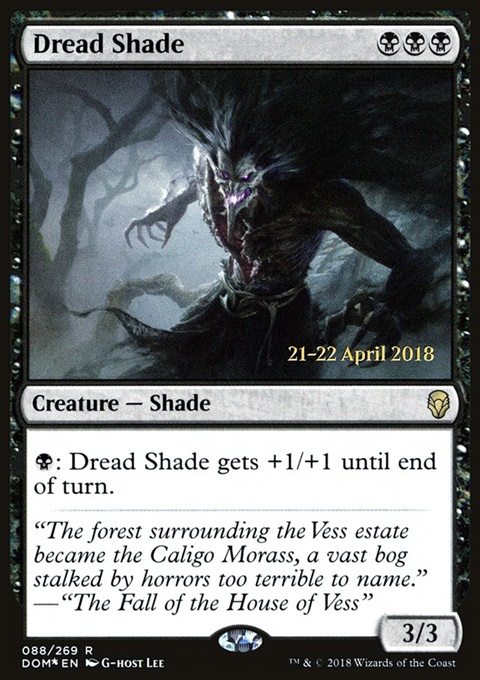 Dread Shade
21–22 April 2018
Creature — Shade
: Dread Shade gets +1/+1 until end
of turn.
“The forest surrounding the Vess estate
became the Caligo Morass, a vast bog
stalked by horrors too terrible to name.”
—“The Fall of the House of Vess”
3/3
088/269 R
DOM★EN G-host Lee
™ & © 2018 Wizards of the Coast